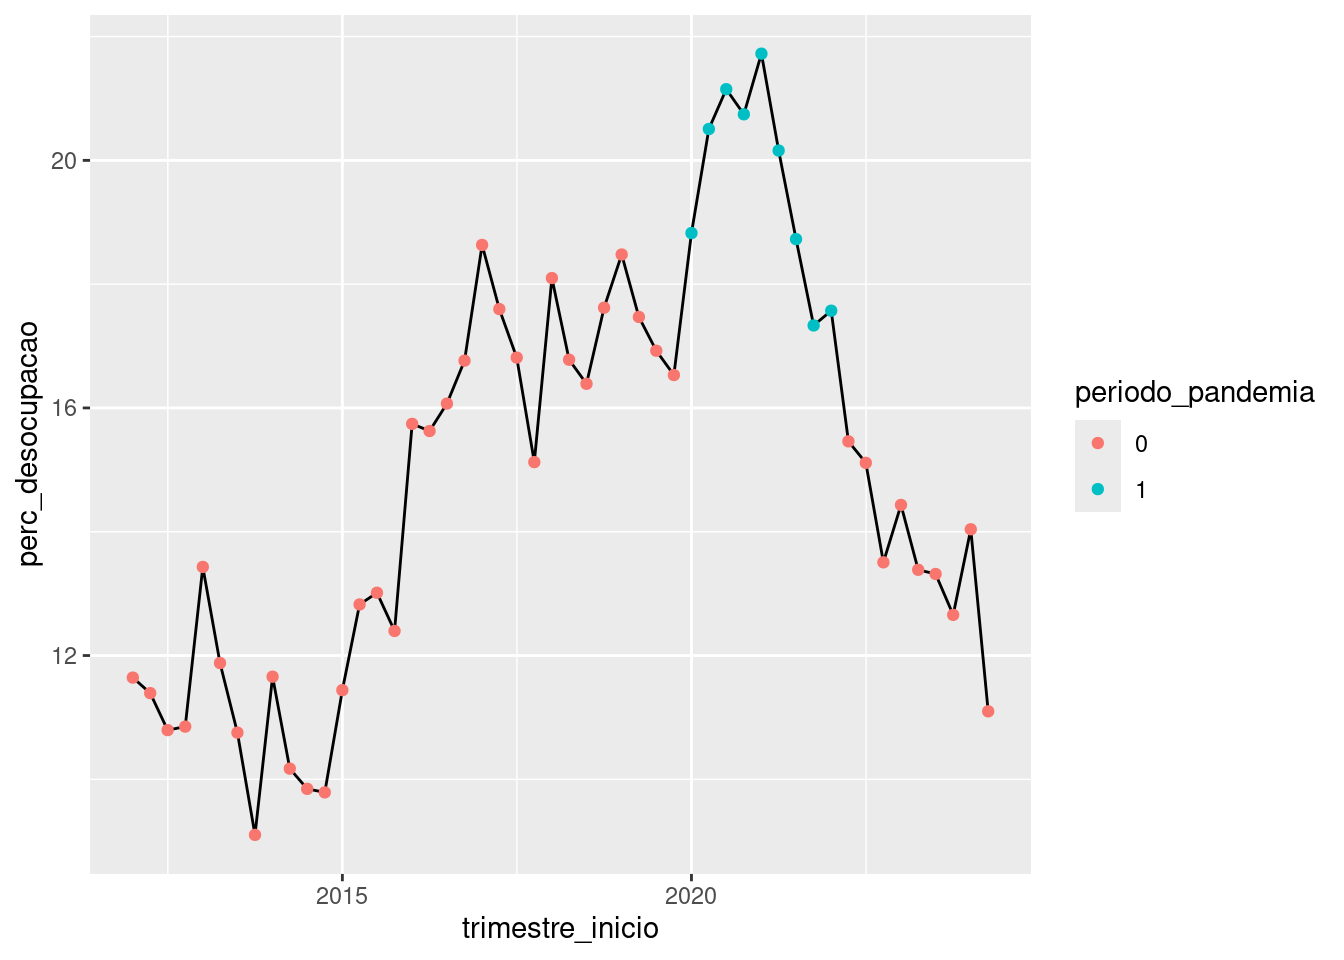 20
16
12
perc_desocupacao
2015
2020
trimestre_inicio
periodo_pandemia
0
1